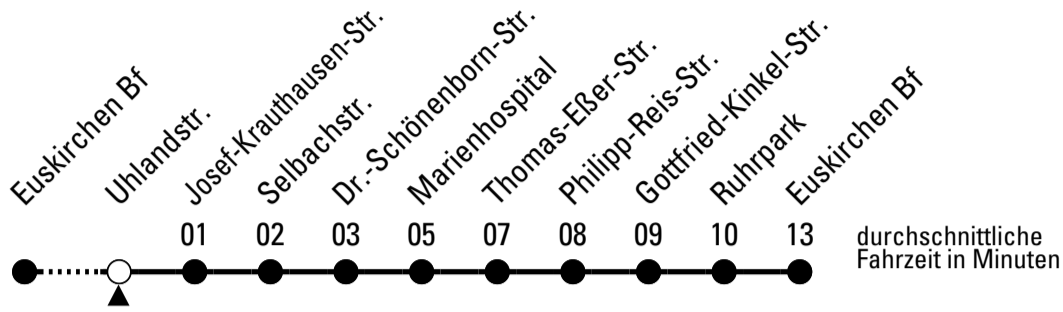 Euskirchen Bf
Uhlandstr.
Josef-Krauthausen-Str.
Selbachstr.
Dr.-Schönenborn-Str.
Marienhospital
Thomas-Eßer-Str.
Philipp-Reis-Str.
Gottfried-Kinkel-Str.
Ruhrpark
Euskirchen Bf
01 02 03 05 07 08 09 10 13
durchschnittliche
Fahrzeit in Minuten